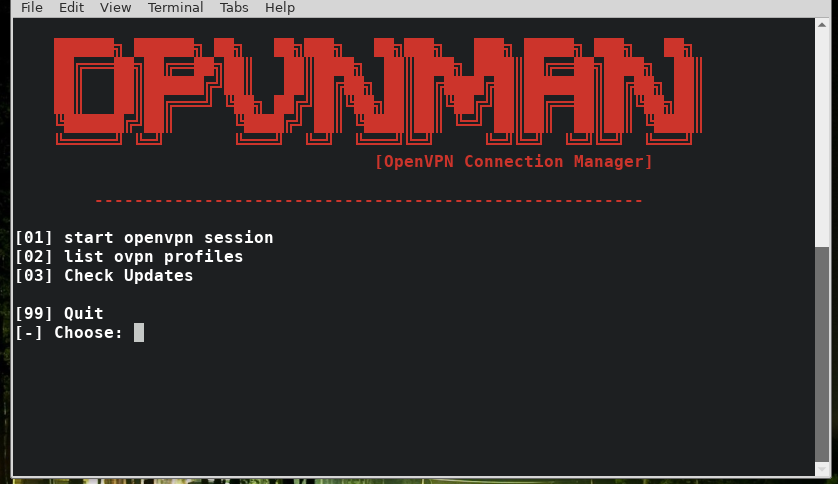 File Edit View Terminal Tabs Help
OPVNMAN
[OpenVPN Connection Manager]
-------------------------------------------------------
[01] start openvpn session
[02] list ovpn profiles
[03] Check Updates
[99] Quit
[-] Choose: